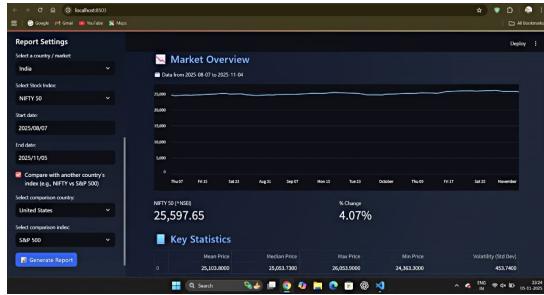 localhost:8501
Google
Gmail
YouTube
Maps
All Bookmarks
Deploy
Report Settings
Select a country / market:
India
Select Stock Index:
NIFTY 50
Start date:
2025/08/07
End date:
2025/11/05
Compare with another country's
index (e.g., NIFTY vs S&P 500)
Select comparison country:
United States
Select comparison index:
S&P 500
Generate Report
Market Overview
Data from 2025-08-07 to 2025-11-04
25,000
20,000
15,000
10,000
5,000
0
Thu 07 Fri 15 Sat 23 Aug 31 Sep 07 Mon 15 Tue 23 October Thu 09 Fri 17 Sat 25 November
NIFTY 50 (^NSEI)
25,597.65
% Change
4.07%
Key Statistics
Mean Price Median Price Max Price Min Price Volatility (Std Dev)
0 25,103.8000 25,053.7300 26,053.9000 24,363.3000 453.7400
Search
ENG
IN
23:24
05-11-2025